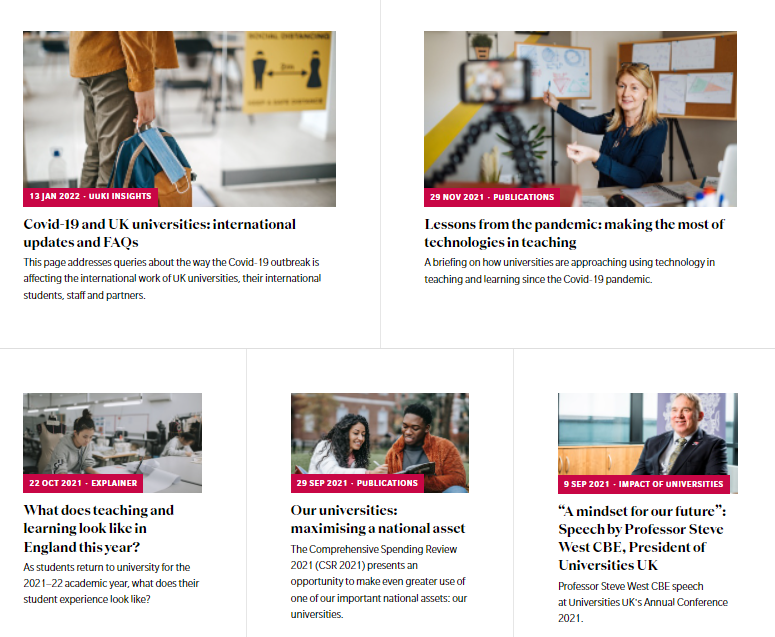 SOCIAL DISTANCING
2m
KEEP A SAFE DISTANCE
13 JAN 2022 - UUKI INSIGHTS
Covid-19 and UK universities: international
updates and FAQs
This page addresses queries about the way the Covid-19 outbreak is
affecting the international work of UK universities, their international
students, staff and partners.
29 NOV 2021 - PUBLICATIONS
Lessons from the pandemic: making the most of
technologies in teaching
A briefing on how universities are approaching using technology in
teaching and learning since the Covid-19 pandemic.
22 OCT 2021 - EXPLAINER
What does teaching and
learning look like in
England this year?
As students return to university for the
2021–22 academic year, what does their
student experience look like?
29 SEP 2021 - PUBLICATIONS
Our universities:
maximising a national asset
The Comprehensive Spending Review
2021 (CSR 2021) presents an
opportunity to make even greater use of
one of our important national assets: our
universities.
9 SEP 2021 - IMPACT OF UNIVERSITIES
“A mindset for our future”:
Speech by Professor Steve
West CBE, President of
Universities UK
Professor Steve West CBE speech
at Universities UK's Annual Conference
2021.